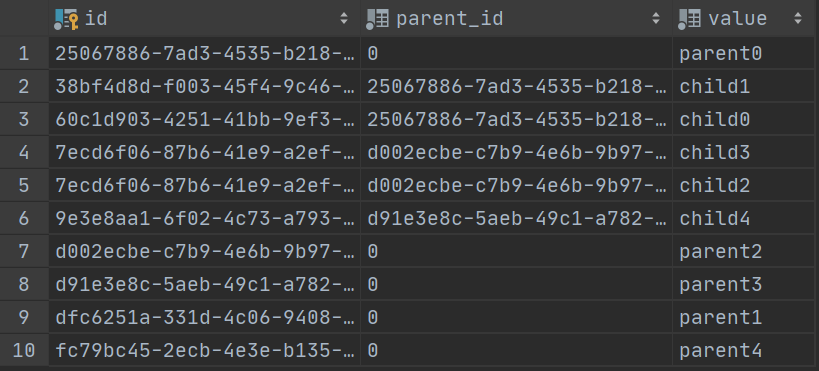 id parent_id value
1 25067886-7ad3-4535-b218-… 0 parent0
2 38bf4d8d-f003-45f4-9c46-… 25067886-7ad3-4535-b218-… child1
3 60c1d903-4251-41bb-9ef3-… 25067886-7ad3-4535-b218-… child0
4 7ecd6f06-87b6-41e9-a2ef-… d002ecbe-c7b9-4e6b-9b97-… child3
5 7ecd6f06-87b6-41e9-a2ef-… d002ecbe-c7b9-4e6b-9b97-… child2
6 9e3e8aa1-6f02-4c73-a793-… d91e3e8c-5aeb-49c1-a782-… child4
7 d002ecbe-c7b9-4e6b-9b97-… 0 parent2
8 d91e3e8c-5aeb-49c1-a782-… 0 parent3
9 dfc6251a-331d-4c06-9408-… 0 parent1
10 fc79bc45-2ecb-4e3e-b135-… 0 parent4